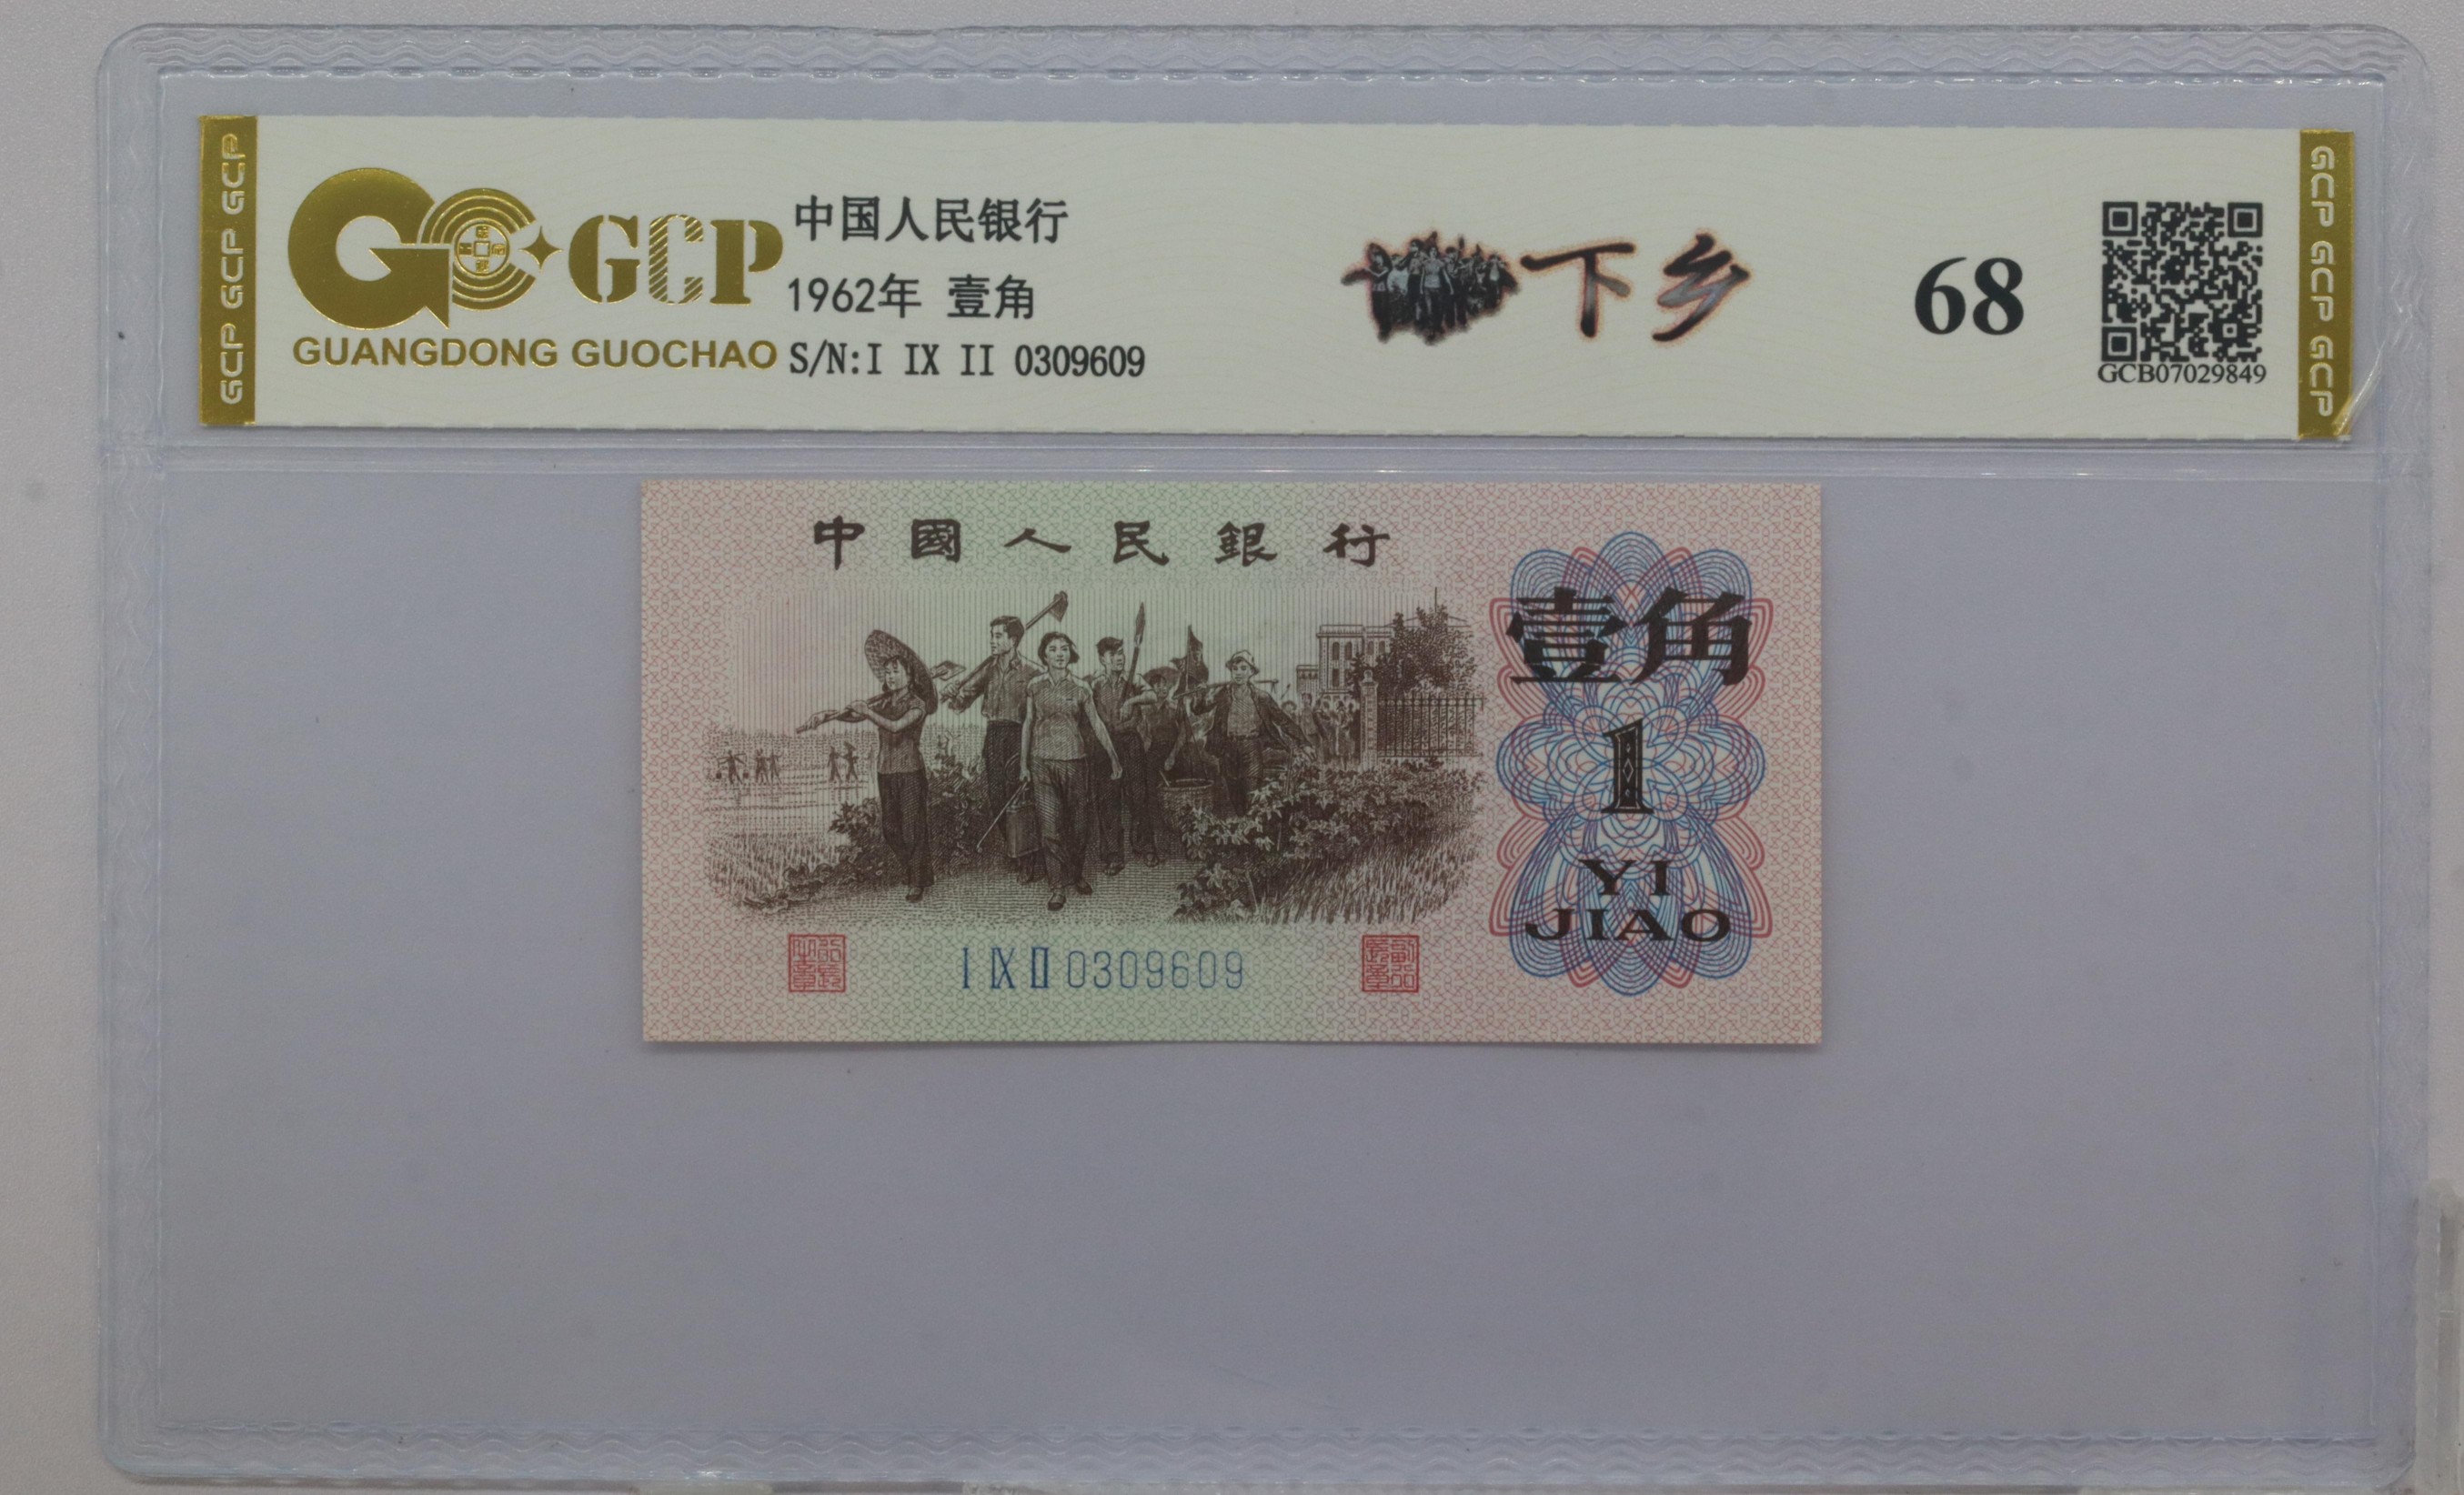 GCP GCP GCP
GCP
GUANGDONG GUOCHAO
中国人民银行
1962年 壹角
S/N:I IX II 0309609
下乡
68
GCB07029849
GCP GCP GCP
中國人民銀行
壹角
1
YI
JIAO
I IX II 0309609